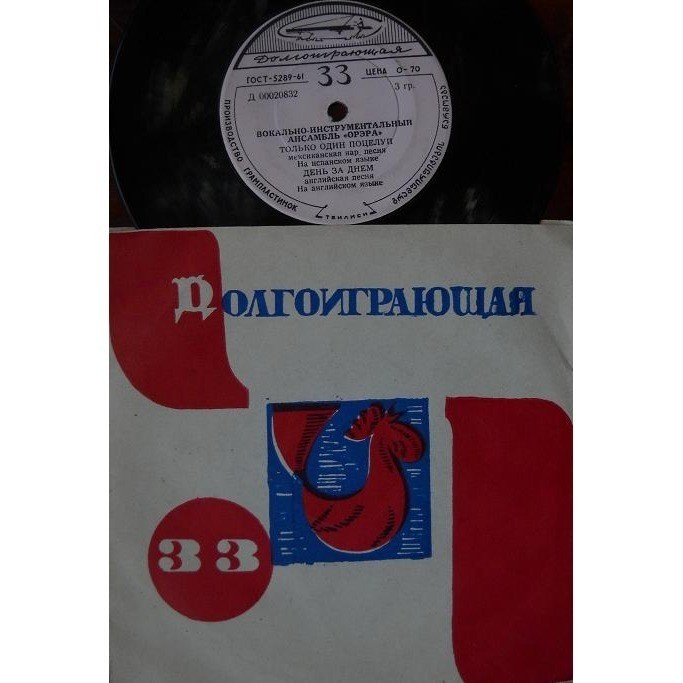 Долгоиграющая
ГОСТ-5289-61 33 ЦЕНА 0-70
Д 00020832 3 гр.
ВОКАЛЬНО-ИНСТРУМЕНТАЛЬНЫЙ
АНСАМБЛЬ «ОРЭРА»
ТОЛЬКО ОДИН ПОЦЕЛУЙ
мексиканская нар. песня
На испанском языке
ДЕНЬ ЗА ДНЕМ
английская песня
На английском языке
ПРОИЗВОДСТВО ГРАМПЛАСТИНОК
ТБИЛИСИ
ДОЛГОИГРАЮЩАЯ
33